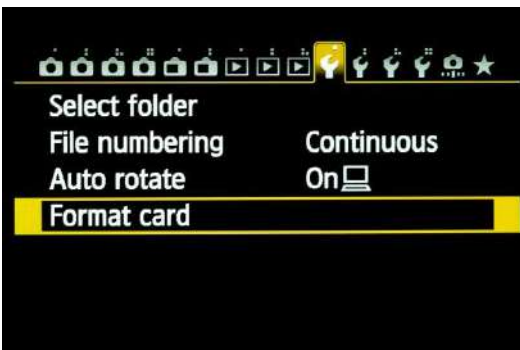 Select folder
File numbering Continuous
Auto rotate On
Format card